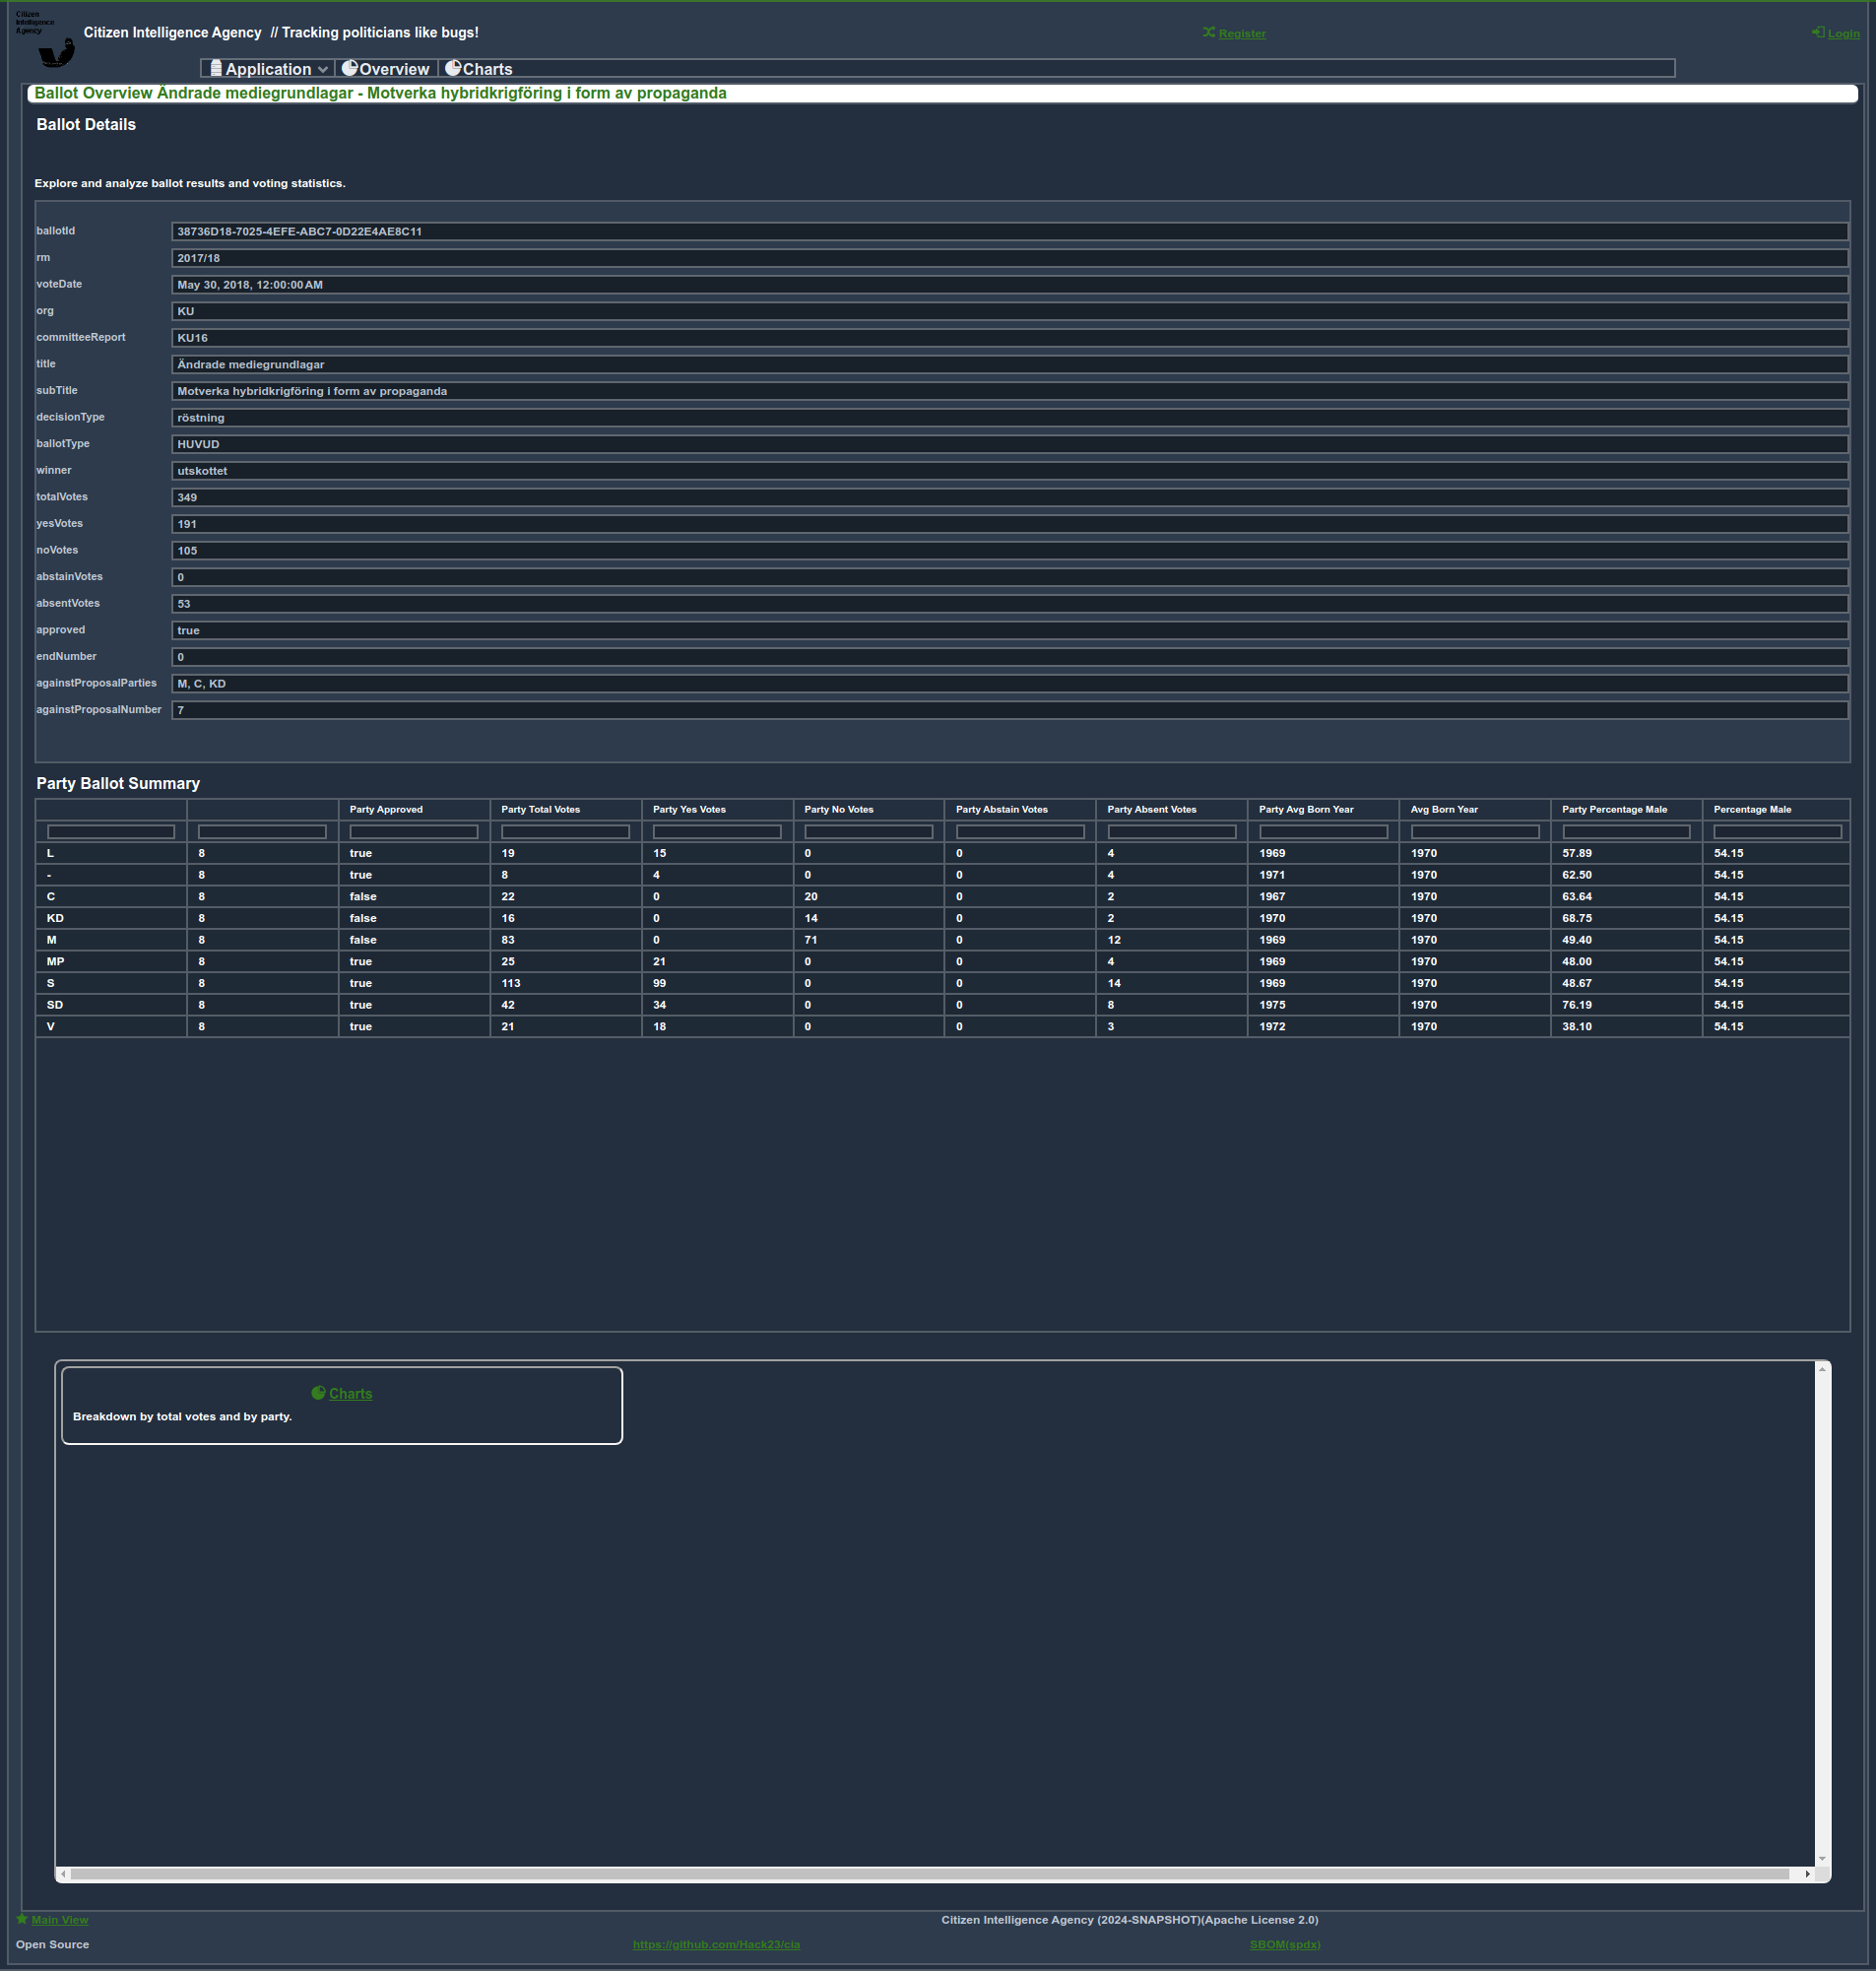 Citizen
Intelligence
Agency
Citizen Intelligence Agency // Tracking politicians like bugs!
Register
Login
Application Overview Charts
Ballot Overview Ändrade mediegrundlagar - Motverka hybridkrigföring i form av propaganda
Ballot Details
Explore and analyze ballot results and voting statistics.
ballotId 38736D18-7025-4EFE-ABC7-0D22E4AE8C11
rm 2017/18
voteDate May 30, 2018, 12:00:00 AM
org KU
committeeReport KU16
title Ändrade mediegrundlagar
subTitle Motverka hybridkrigföring i form av propaganda
decisionType röstning
ballotType HUVUD
winner utskottet
totalVotes 349
yesVotes 191
noVotes 105
abstainVotes 0
absentVotes 53
approved true
endNumber 0
againstProposalParties M, C, KD
againstProposalNumber 7
Party Ballot Summary
Party Approved Party Total Votes Party Yes Votes Party No Votes Party Abstain Votes Party Absent Votes Party Avg Born Year Avg Born Year Party Percentage Male Percentage Male
L 8 true 19 15 0 0 4 1969 1970 57.89 54.15
- 8 true 8 4 0 0 4 1971 1970 62.50 54.15
C 8 false 22 0 20 0 2 1967 1970 63.64 54.15
KD 8 false 16 0 14 0 2 1970 1970 68.75 54.15
M 8 false 83 0 71 0 12 1969 1970 49.40 54.15
MP 8 true 25 21 0 0 4 1969 1970 48.00 54.15
S 8 true 113 99 0 0 14 1969 1970 48.67 54.15
SD 8 true 42 34 0 0 8 1975 1970 76.19 54.15
V 8 true 21 18 0 0 3 1972 1970 38.10 54.15
Charts
Breakdown by total votes and by party.
Main View
Citizen Intelligence Agency (2024-SNAPSHOT)(Apache License 2.0)
Open Source
https://github.com/Hack23/cia
SBOM(spdx)